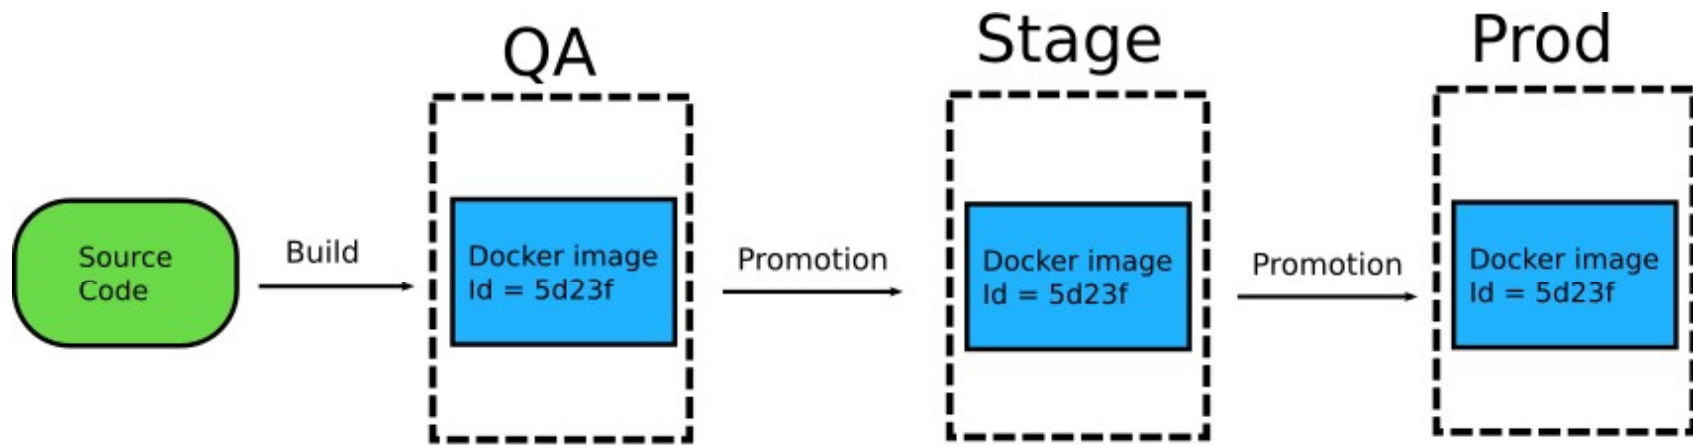 QA
Stage
Prod
Source
Code
Build
Docker image
Id = 5d23f
Promotion
Docker image
Id = 5d23f
Promotion
Docker image
Id = 5d23f